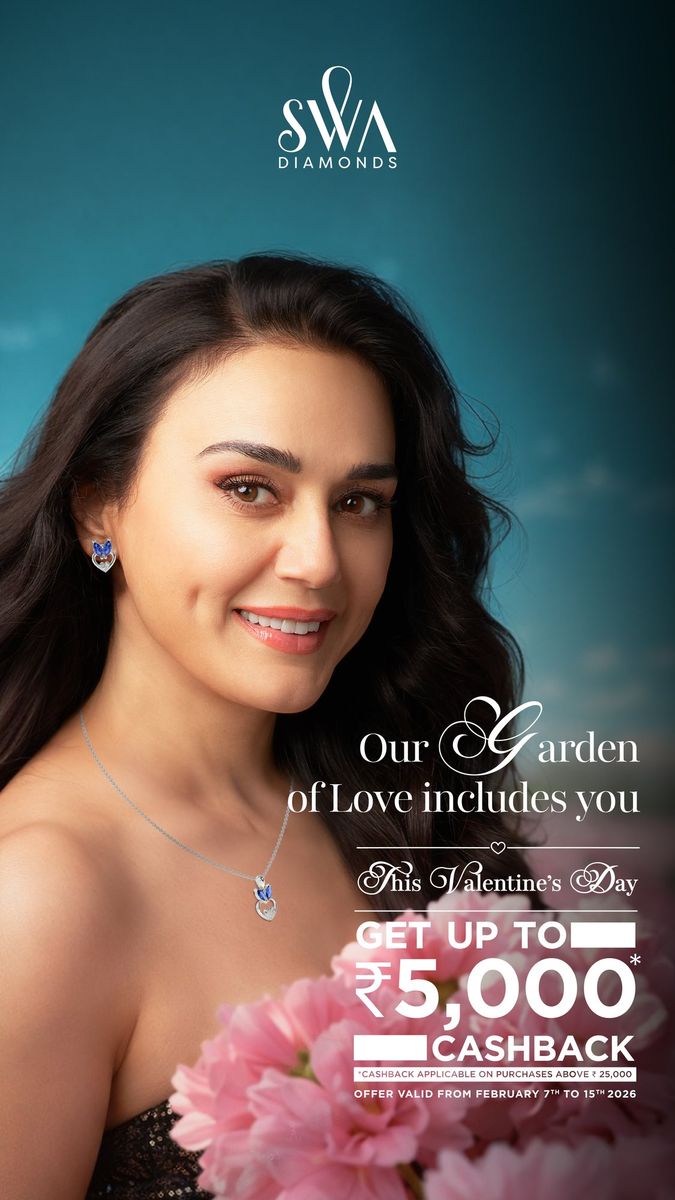 SWA
DIAMONDS
Our Garden
of Love includes you
This Valentine's Day
GET UP TO
₹5,000*
CASHBACK
*CASHBACK APPLICABLE ON PURCHASES ABOVE ₹ 25,000
OFFER VALID FROM FEBRUARY 7TH TO 15TH 2026